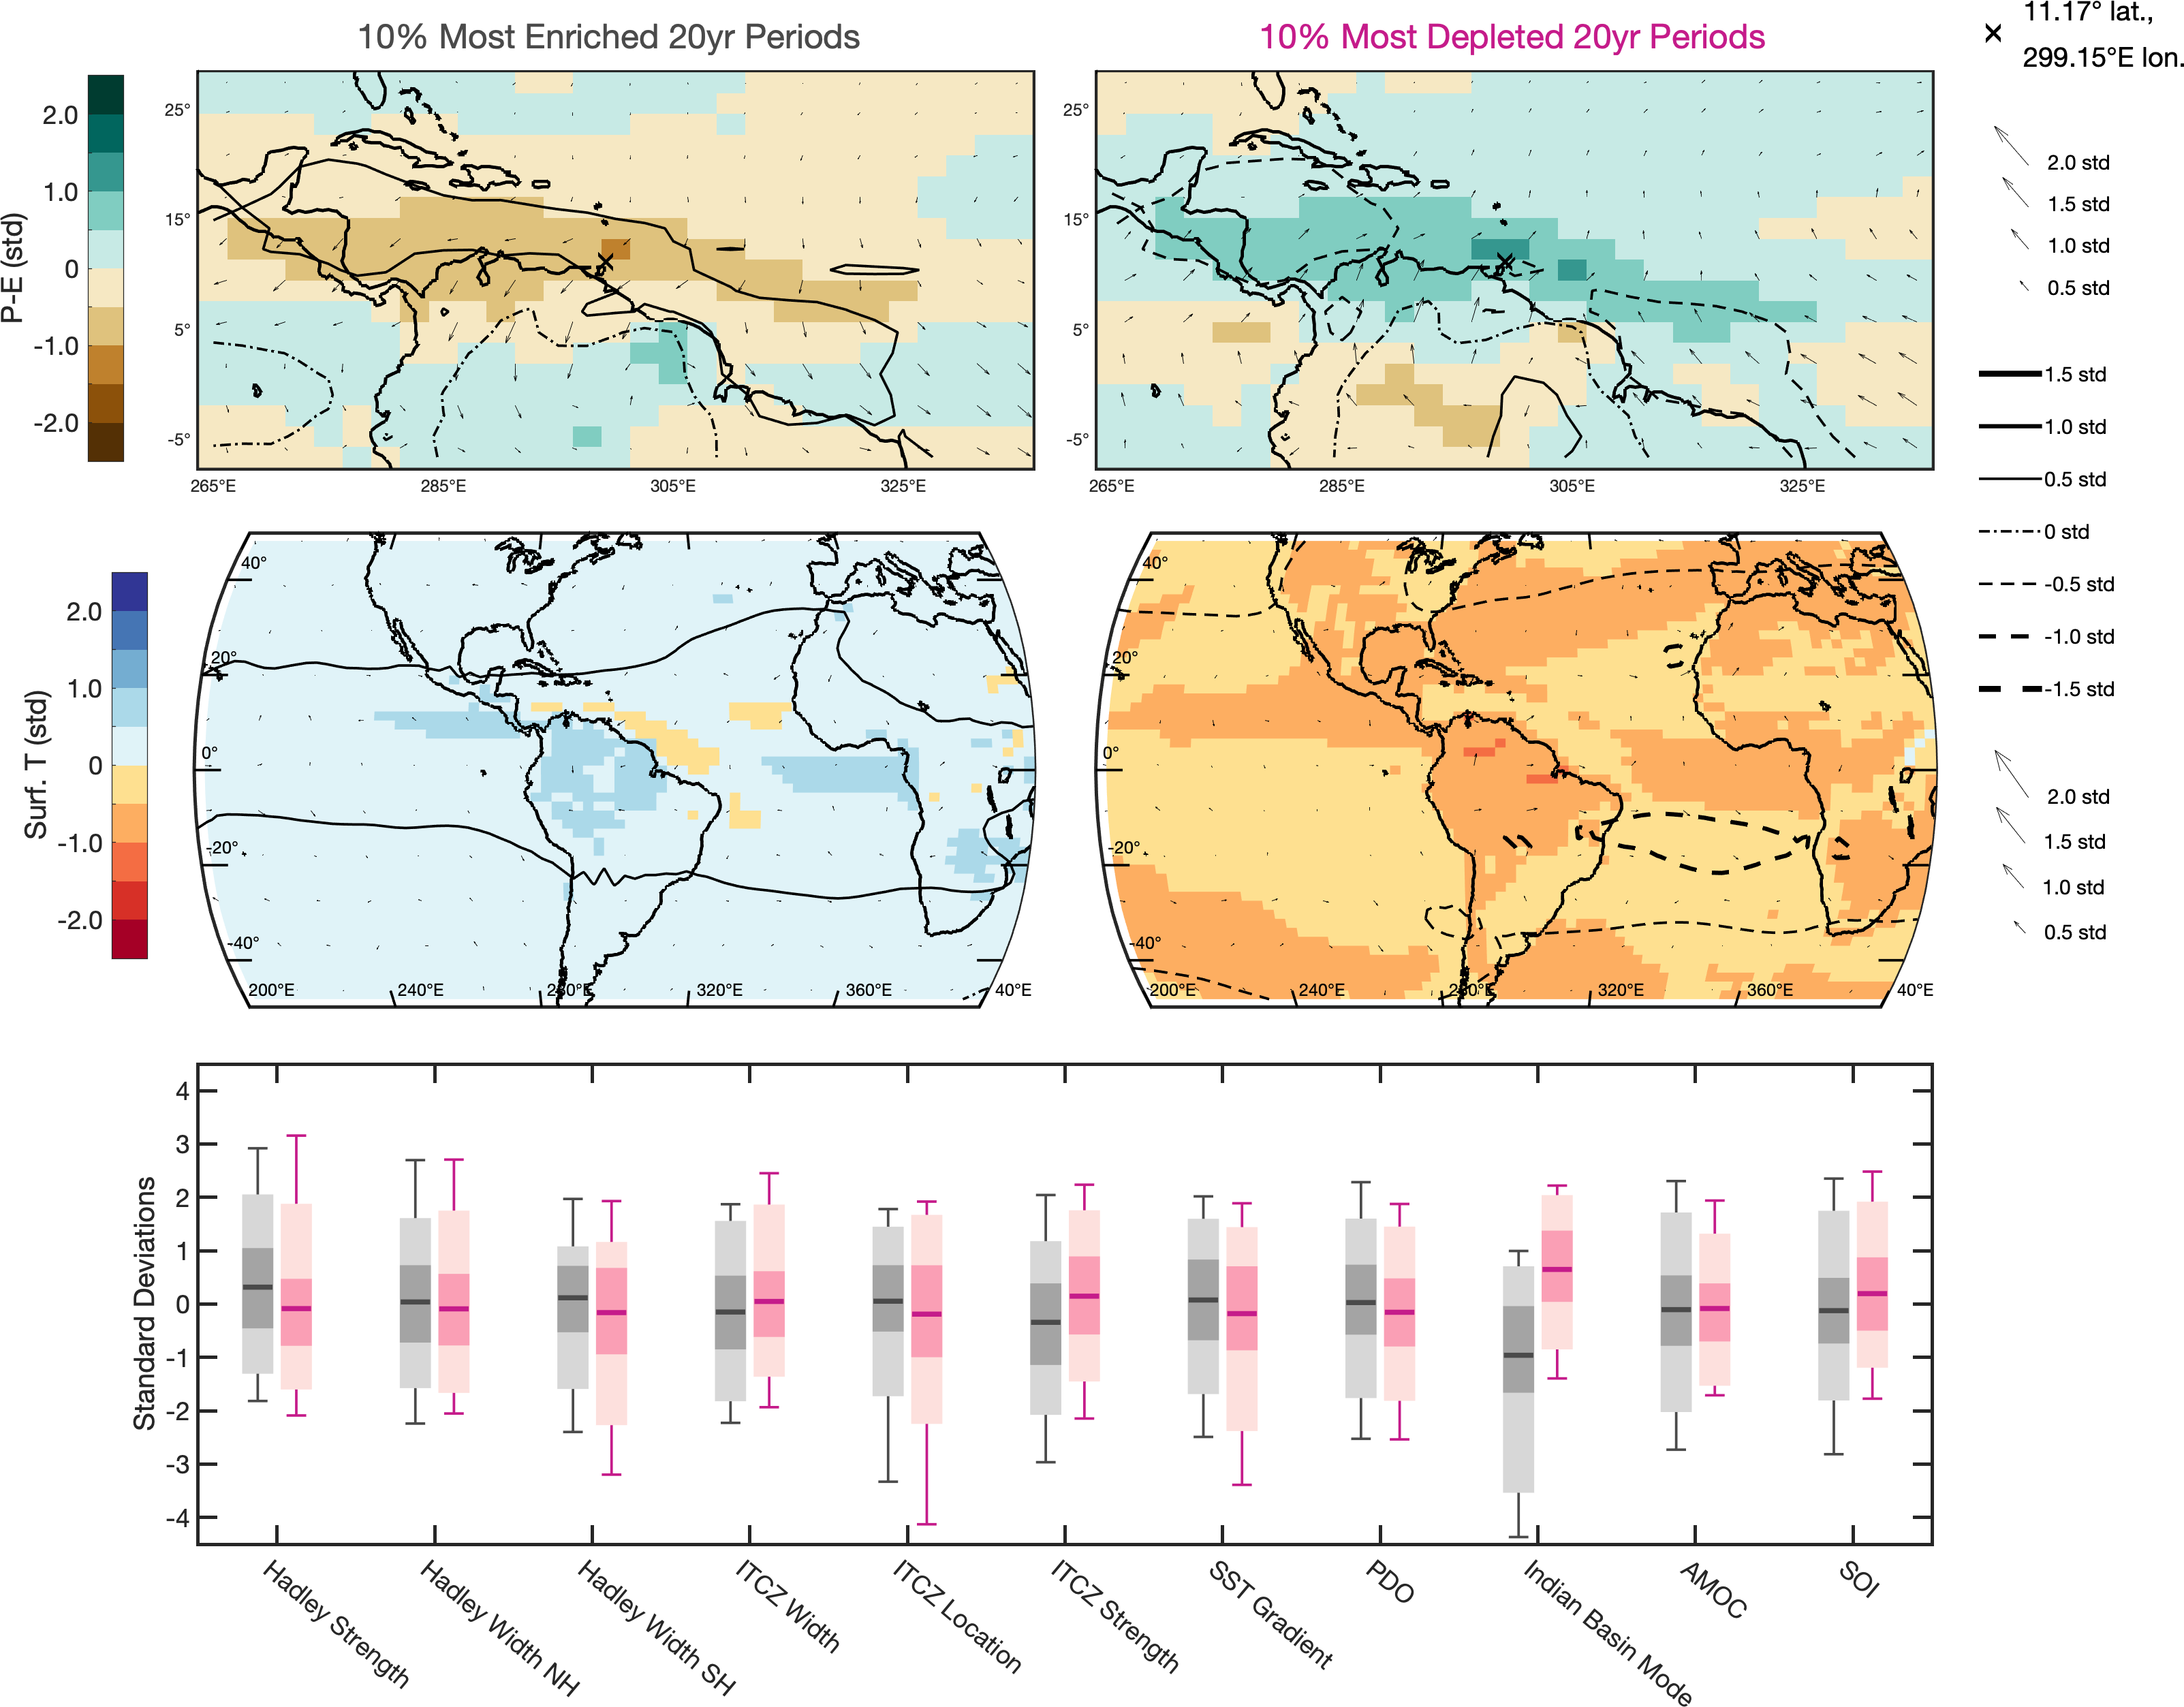 10% Most Enriched 20yr Periods
10% Most Depleted 20yr Periods
11.17° lat.,
299.15°E lon.
P-E (std)
2.0
1.0
0
-1.0
-2.0
25°
15°
5°
-5°
265°E
285°E
305°E
325°E
25°
15°
5°
-5°
265°E
285°E
305°E
325°E
2.0 std
1.5 std
1.0 std
0.5 std
1.5 std
1.0 std
0.5 std
0 std
-0.5 std
-1.0 std
-1.5 std
Surf. T (std)
2.0
1.0
0
-1.0
-2.0
40°
20°
0°
-20°
-40°
200°E
240°E
280°E
320°E
360°E
40°E
40°
20°
0°
-20°
-40°
200°E
240°E
280°E
320°E
360°E
40°E
2.0 std
1.5 std
1.0 std
0.5 std
Standard Deviations
4
3
2
1
0
-1
-2
-3
-4
Hadley Strength
Hadley Width NH
Hadley Width SH
ITCZ Width
ITCZ Location
ITCZ Strength
SST Gradient
PDO
Indian Basin Mode
AMOC
SOI